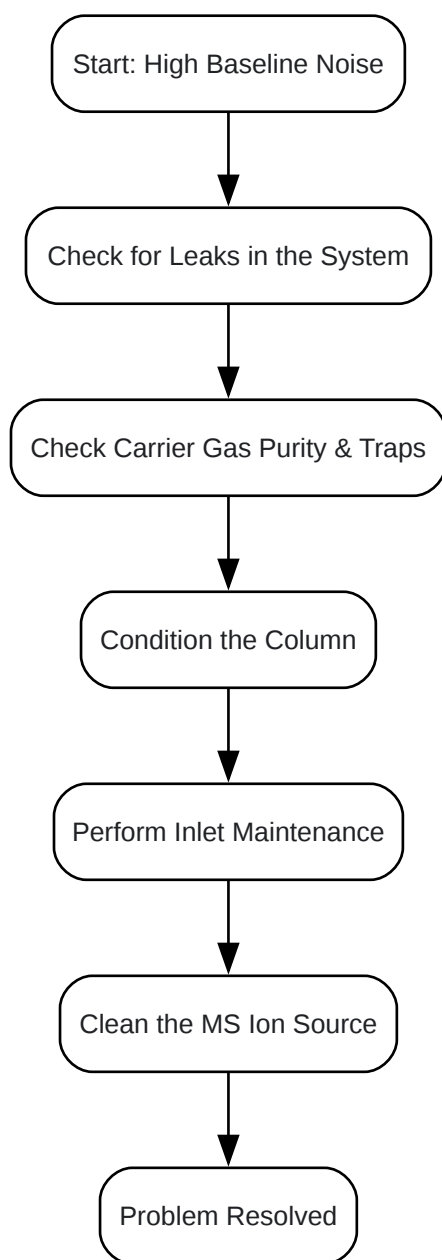 Start: High Baseline Noise
Check for Leaks in the System
Check Carrier Gas Purity & Traps
Condition the Column
Perform Inlet Maintenance
Clean the MS Ion Source
Problem Resolved